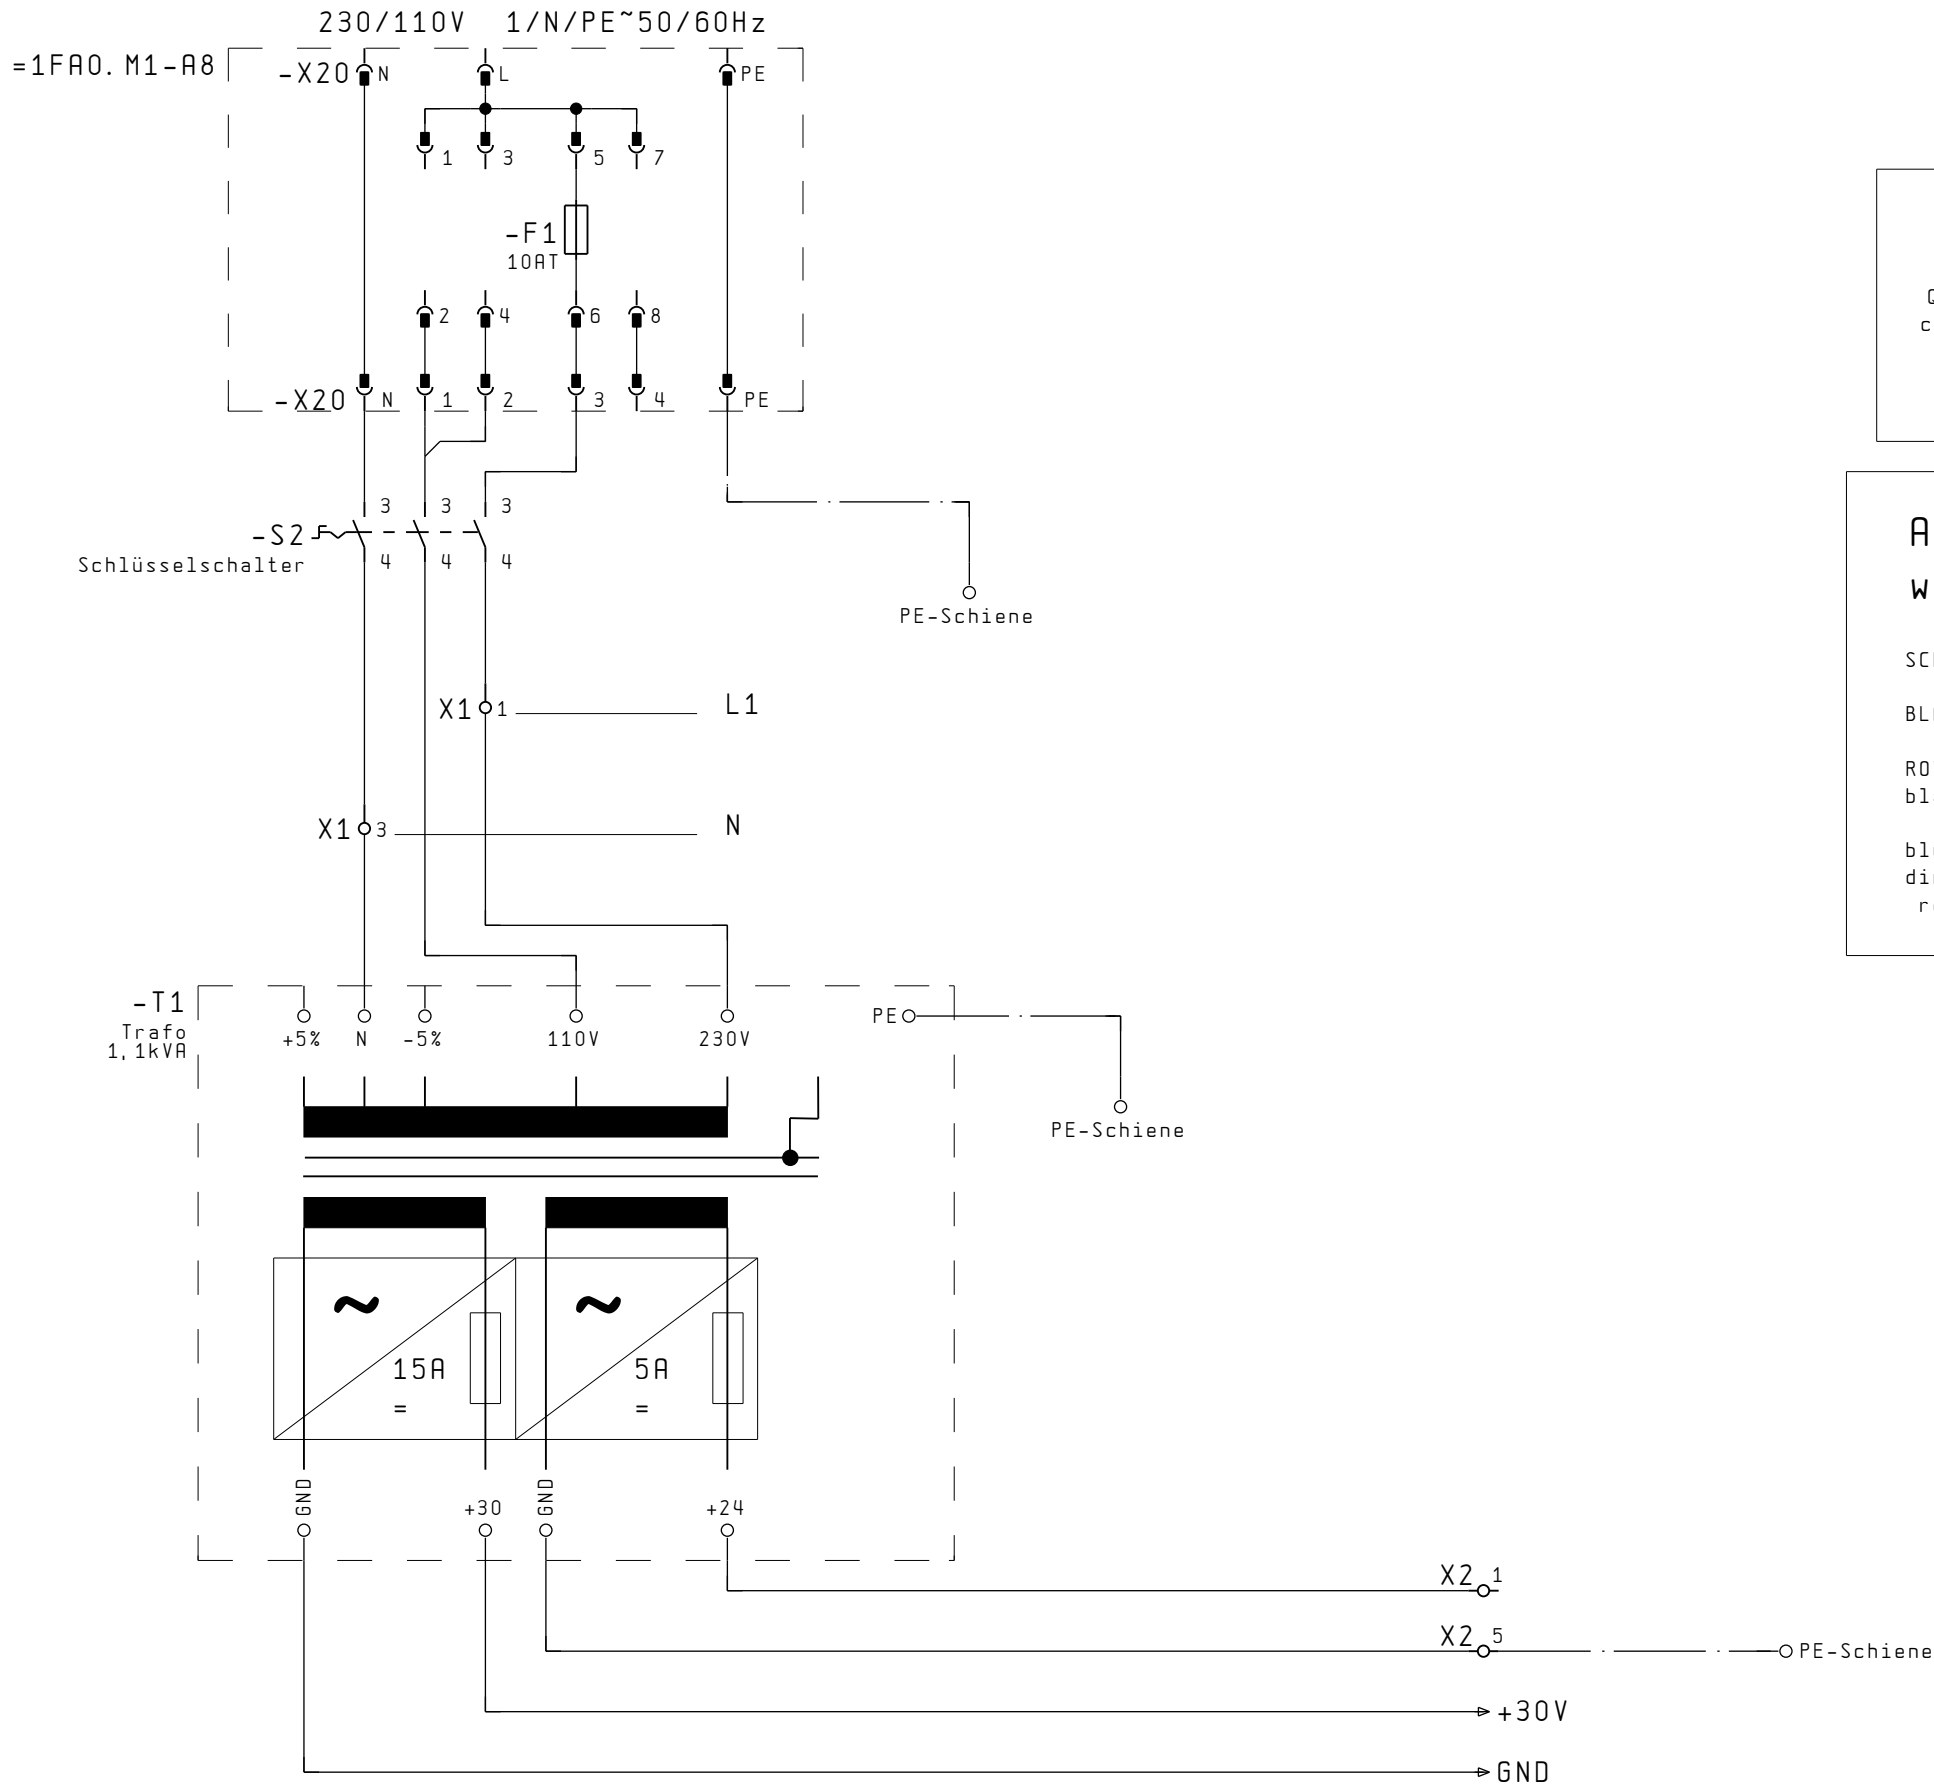 230/110V 1/N/PE~50/60Hz
=1FA0.M1-A8
-X20 N L PE
1 3 5 7
-F1
10AT
2 4 6 8
-X20 N 1 2 3 4 PE
3 3 3
-S2
4 4 4
Schlüsselschalter
PE-Schiene
X1 1 L1
X1 3 N
-T1
Trafo
1,1kVA
+5% N -5% 110V 230V PE
PE-Schiene
~ ~
15A 5A
= =
GND +30 GND +24
X2 1
X2 5 PE-Schiene
+30V
GND